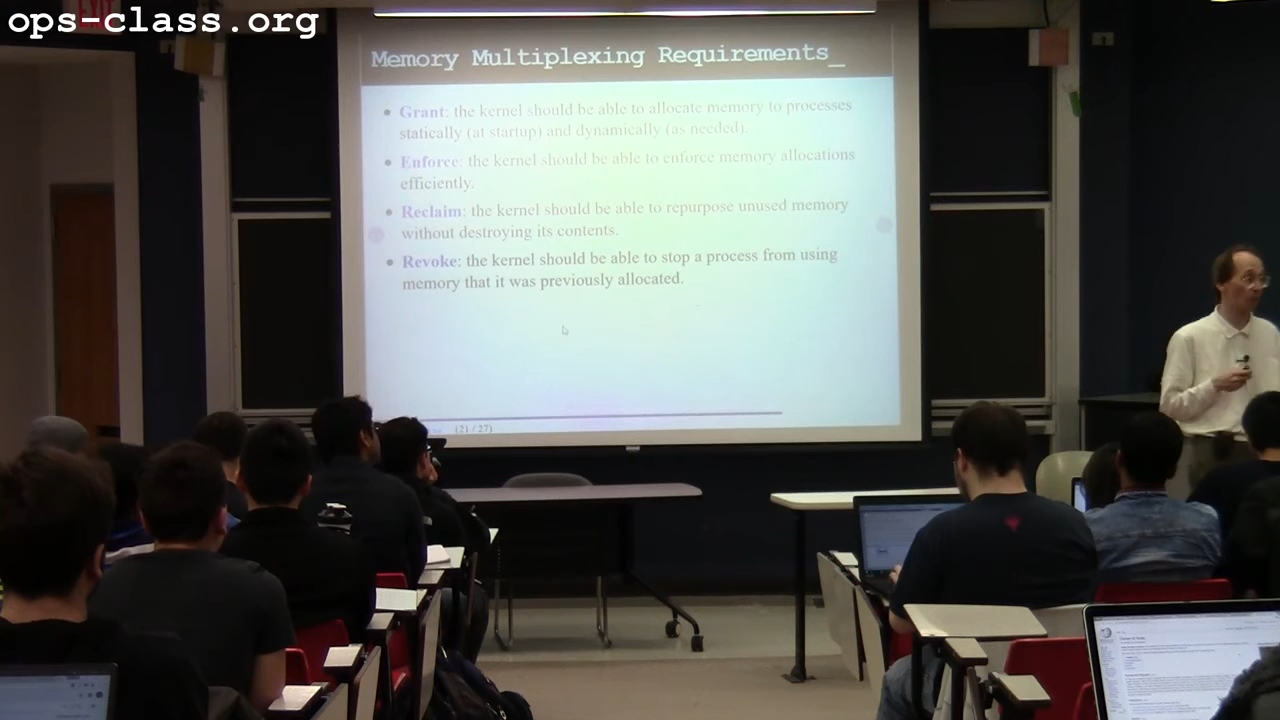 ops-class.org
EXIT
Memory Multiplexing Requirements_
• Grant: the kernel should be able to allocate memory to processes
statically (at startup) and dynamically (as needed).
• Enforce: the kernel should be able to enforce memory allocations
efficiently.
• Reclaim: the kernel should be able to repurpose unused memory
without destroying its contents.
• Revoke: the kernel should be able to stop a process from using
memory that it was previously allocated.
(21 / 27)